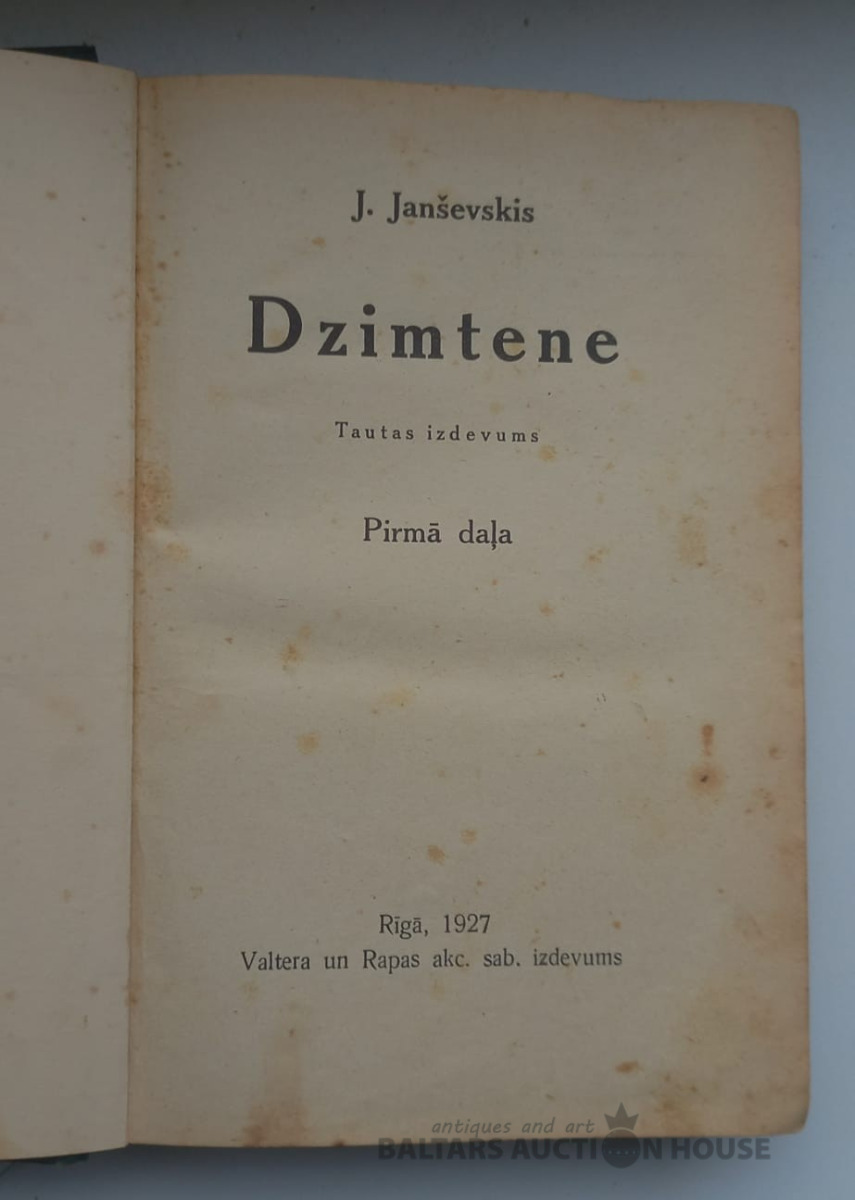 J. Janševskis
Dzimtene
Tautas izdevums
Pirmā daļa
Rīgā, 1927
Valtera un Rapas akc. sab. izdevums
antiques and art
BALTARS AUCTION HOUSE